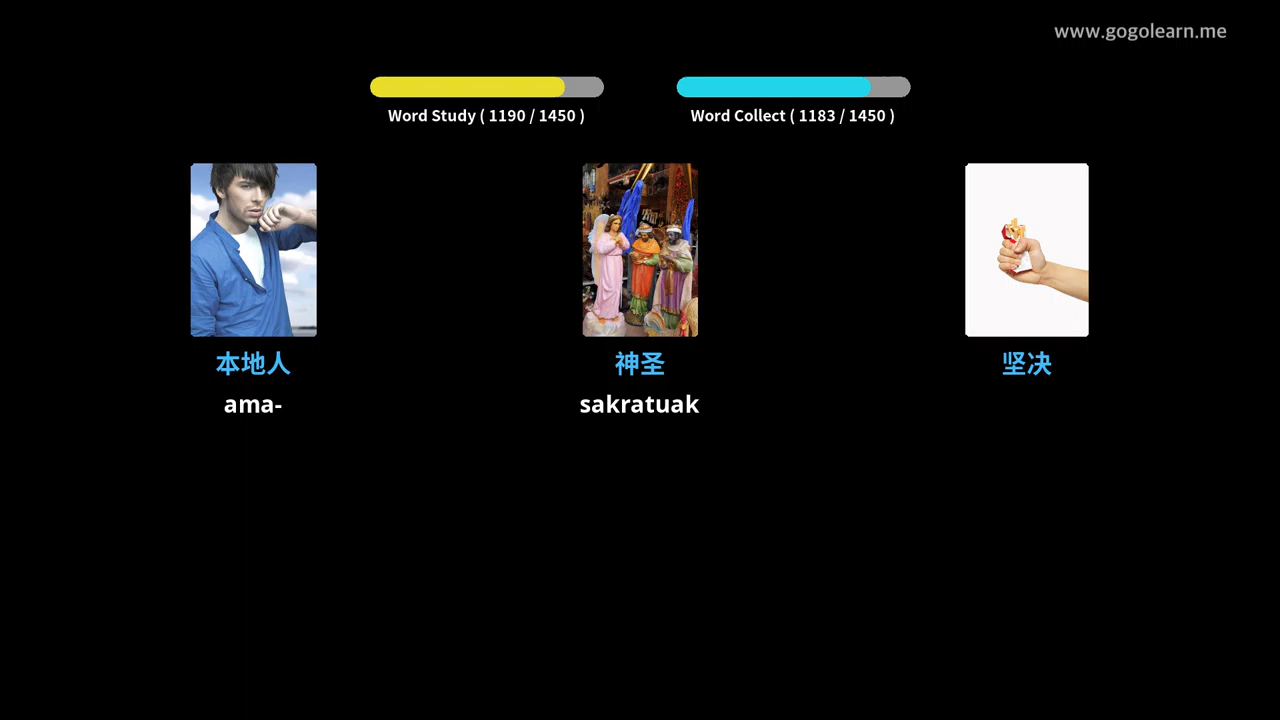 www.gogolearn.me
Word Study ( 1190 / 1450 )
Word Collect ( 1183 / 1450 )
本地人
神圣
坚决
ama-
sakratuak